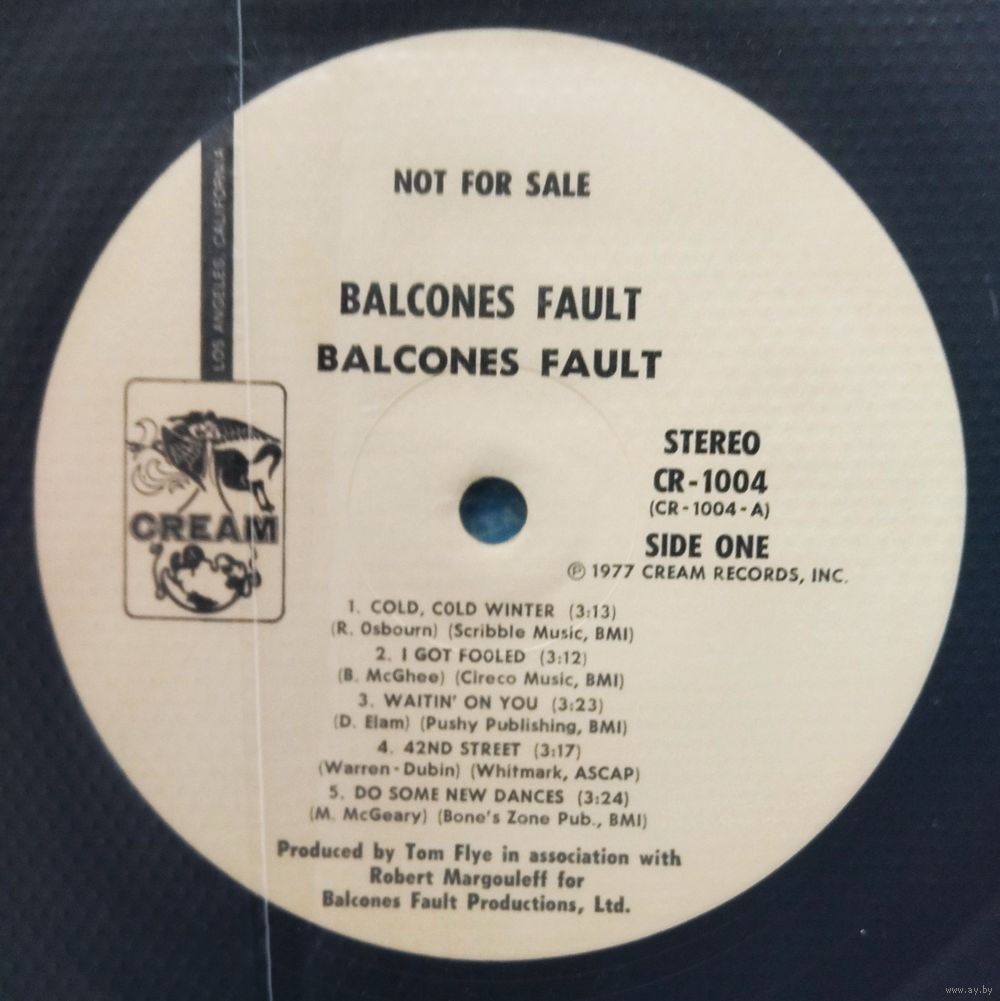 NOT FOR SALE
LOS ANGELES, CALIFORNIA
BALCONES FAULT
BALCONES FAULT
CREAM
STEREO
CR-1004
(CR-1004-A)
SIDE ONE
Ⓟ 1977 CREAM RECORDS, INC.
1. COLD, COLD WINTER (3:13)
(R. Osbourn) (Scribble Music, BMI)
2. I GOT FOOLED (3:12)
(B. McGhee) (Cireco Music, BMI)
3. WAITIN' ON YOU (3:23)
(D. Elam) (Pushy Publishing, BMI)
4. 42ND STREET (3:17)
(Warren-Dubin) (Whitmark, ASCAP)
5. DO SOME NEW DANCES (3:24)
(M. McGeary) (Bone's Zone Pub., BMI)
Produced by Tom Flye in association with
Robert Margouleff for
Balcones Fault Productions, Ltd.
www.ay.by